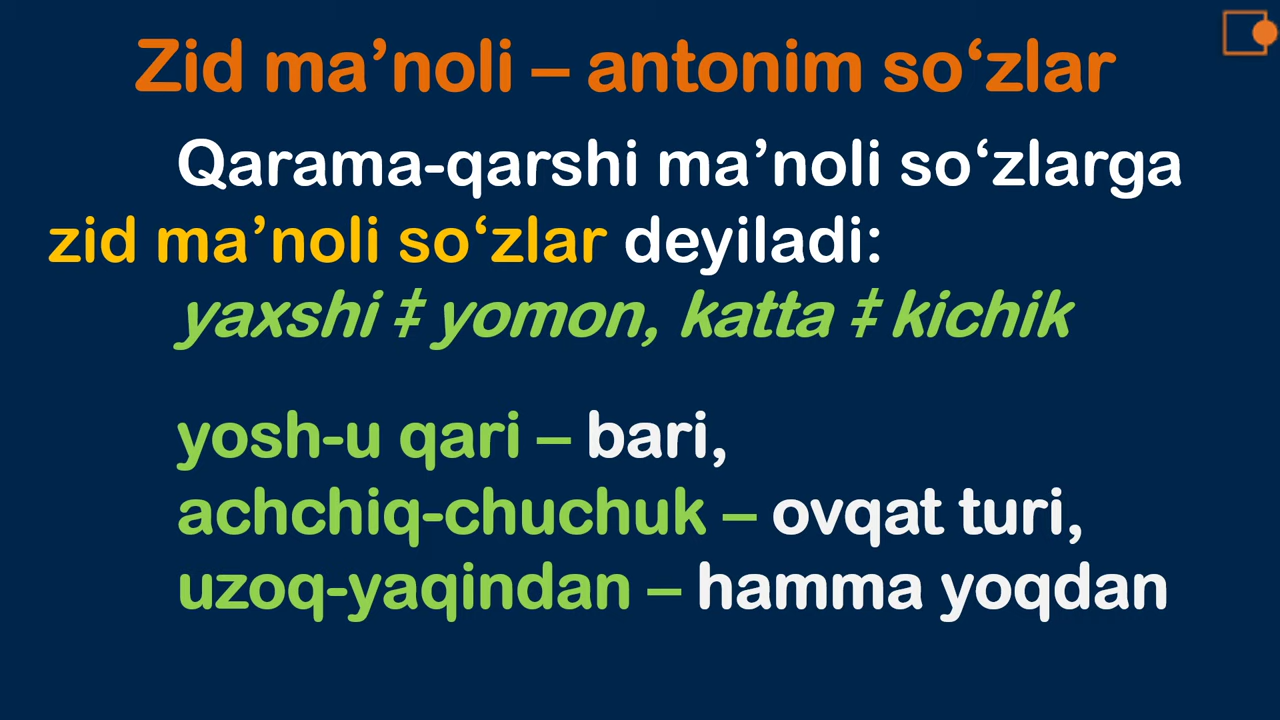 Zid ma’noli – antonim so‘zlar
Qarama-qarshi ma’noli so‘zlarga
zid ma’noli so‘zlar deyiladi:
yaxshi ‡ yomon, katta ‡ kichik
yosh-u qari – bari,
achchiq-chuchuk – ovqat turi,
uzoq-yaqindan – hamma yoqdan